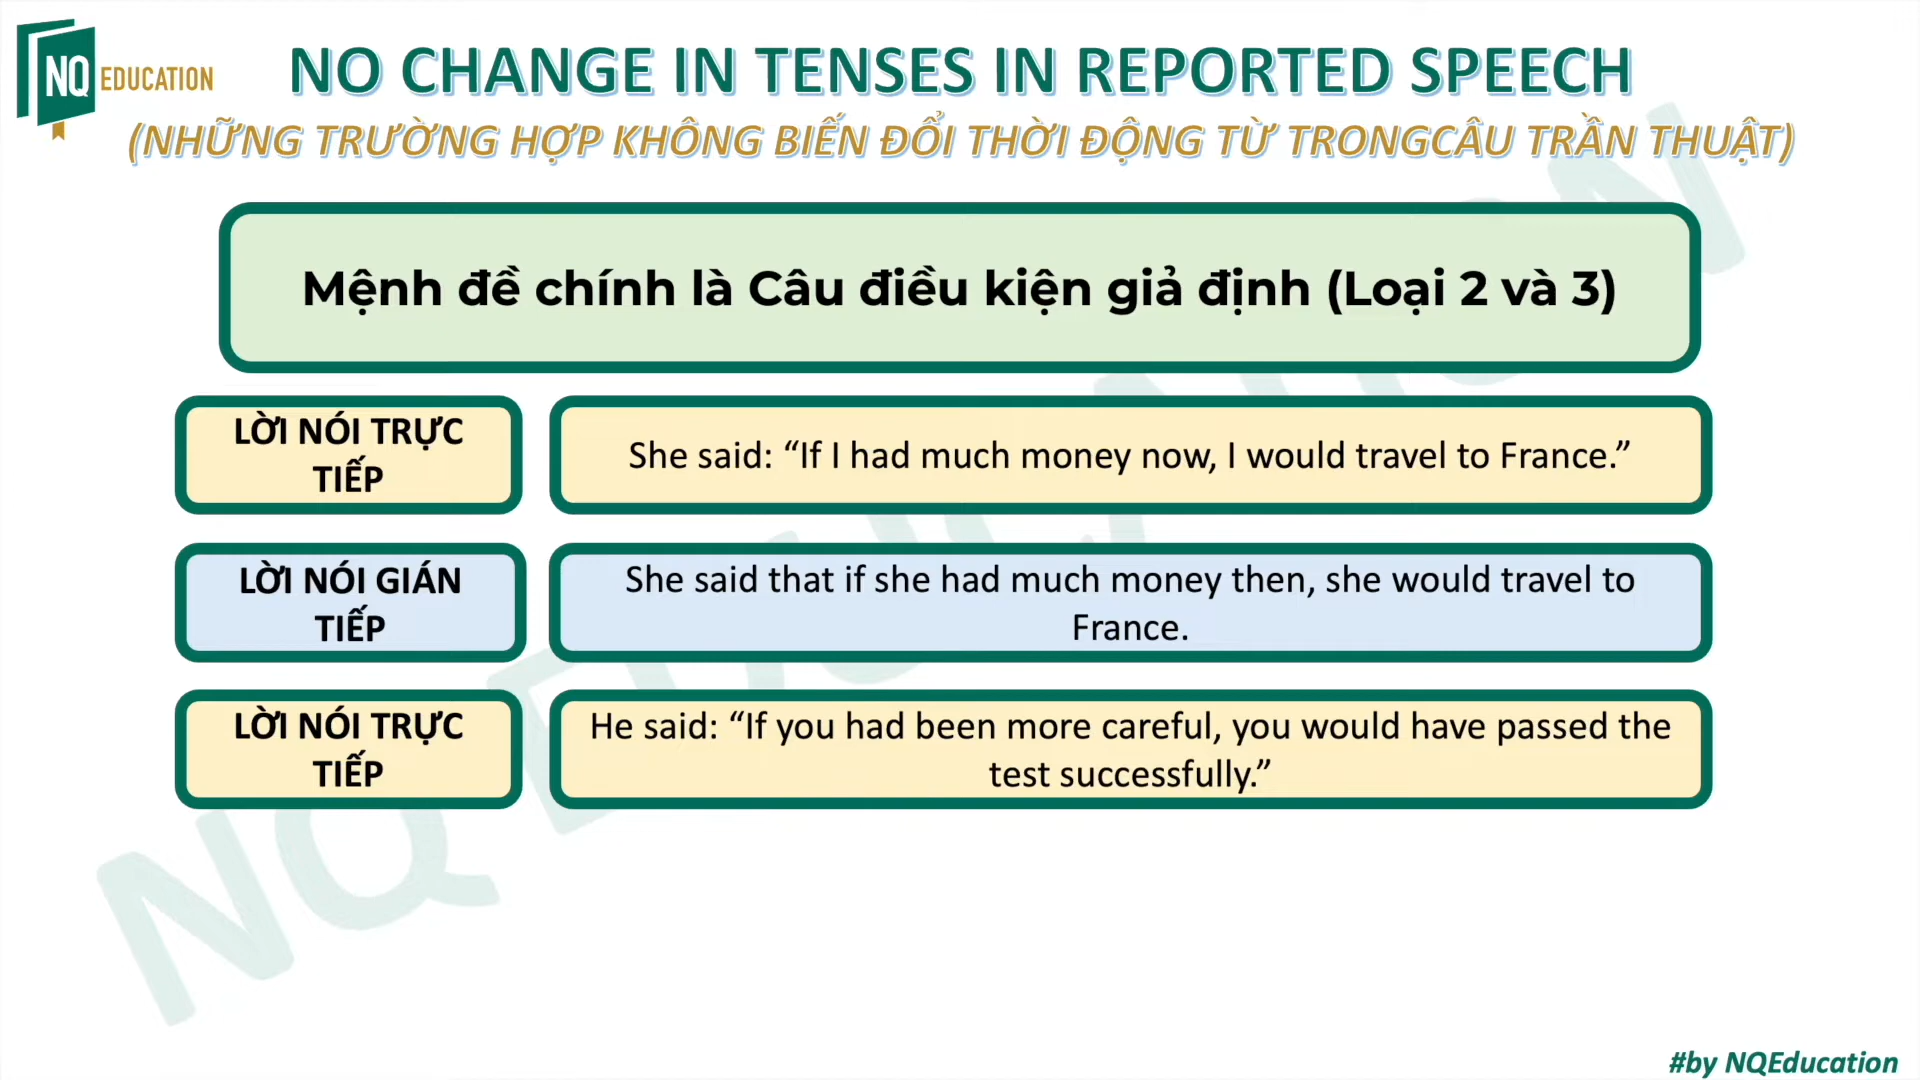 NQ EDUCATION
NO CHANGE IN TENSES IN REPORTED SPEECH
(NHỮNG TRƯỜNG HỢP KHÔNG BIẾN ĐỔI THỜI ĐỘNG TỪ TRONGCÂU TRẦN THUẬT)
Mệnh đề chính là Câu điều kiện giả định (Loại 2 và 3)
LỜI NÓI TRỰC
TIẾP
She said: “If I had much money now, I would travel to France.”
LỜI NÓI GIÁN
TIẾP
She said that if she had much money then, she would travel to
France.
LỜI NÓI TRỰC
TIẾP
He said: “If you had been more careful, you would have passed the
test successfully.”
NQ EDUCATION
#by NQEducation